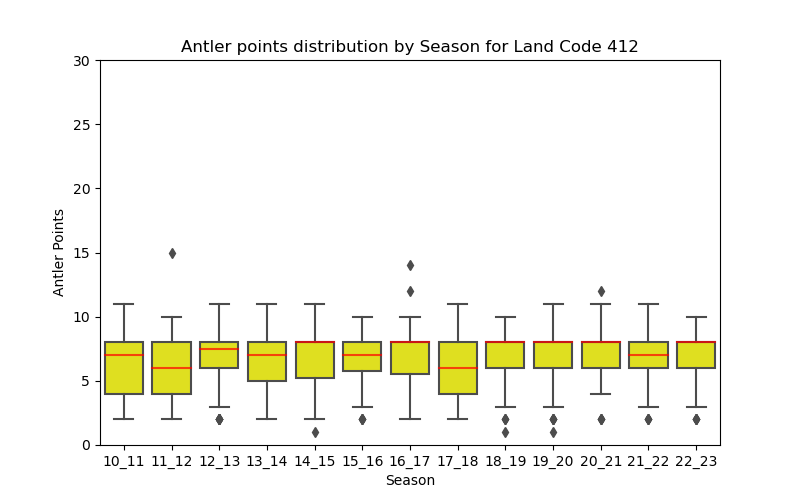 Antler points distribution by Season for Land Code 412
Antler Points
30
25
20
15
10
5
0
10_11 11_12 12_13 13_14 14_15 15_16 16_17 17_18 18_19 19_20 20_21 21_22 22_23
Season